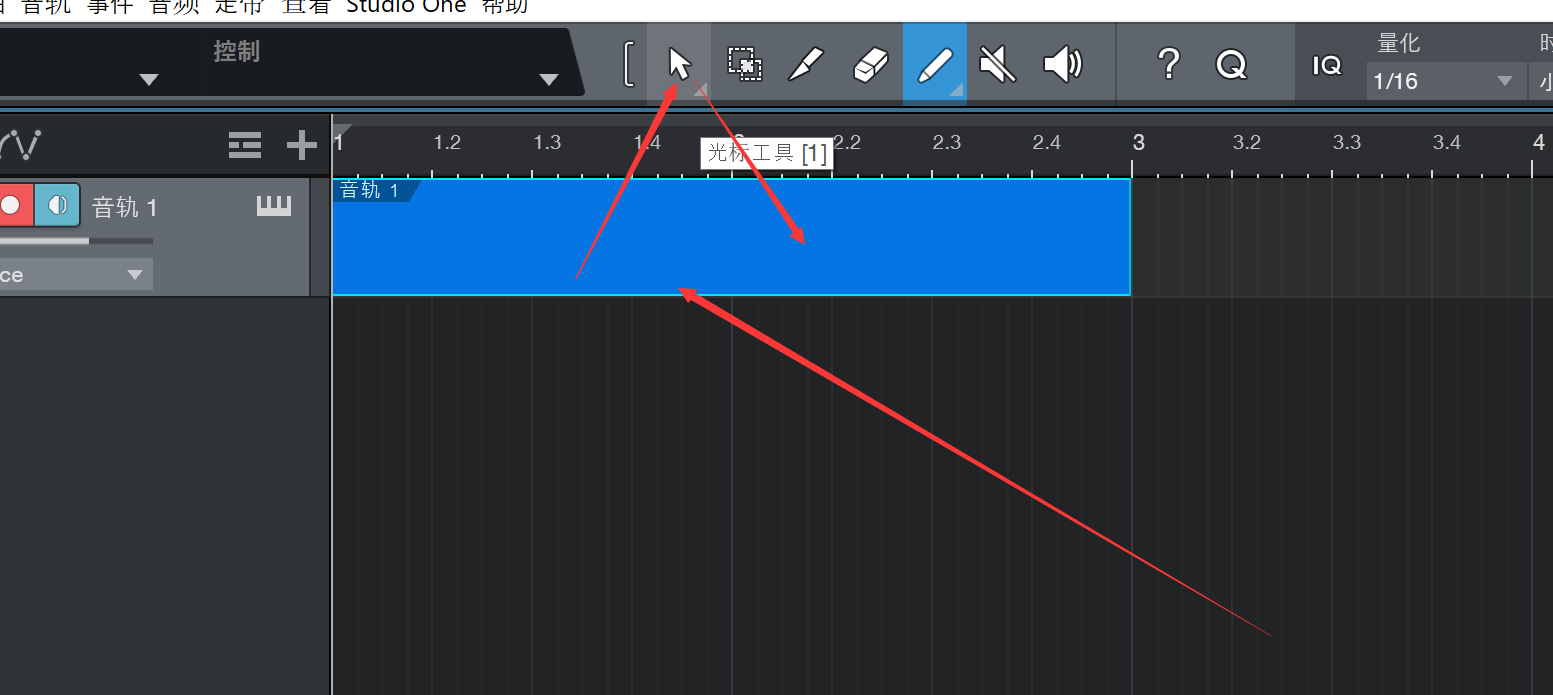 音轨 事件 音频 走带 查看 Studio One 帮助
控制
? Q IQ
量化
1/16
小
1 1.2 1.3 1.4 2.2 2.3 2.4 3 3.2 3.3 3.4 4
光标工具 [1]
音轨 1
音轨 1
ce